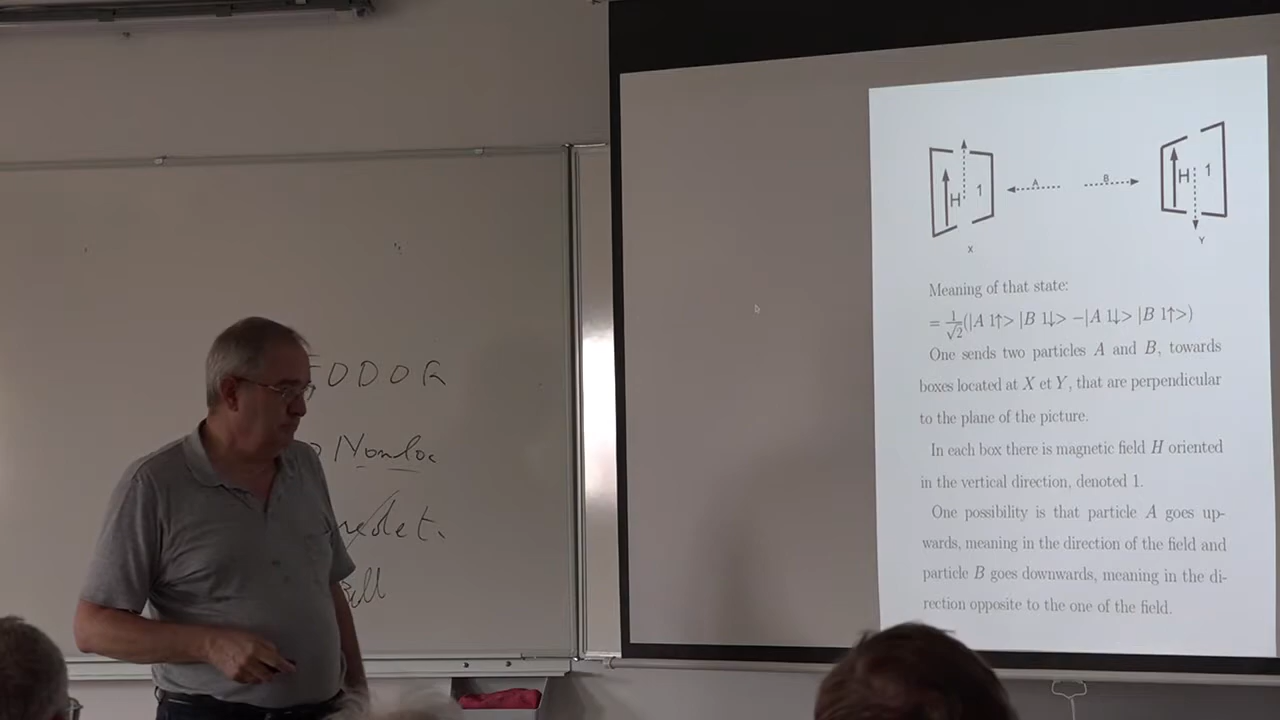 ODOR
Nonloc
Bell
A
B
H 1
H 1
X
Y
Meaning of that state:
= 1/√2(|A 1↑> |B 1↓> −|A 1↓> |B 1↑>)
One sends two particles A and B, towards
boxes located at X et Y, that are perpendicular
to the plane of the picture.
In each box there is magnetic field H oriented
in the vertical direction, denoted 1.
One possibility is that particle A goes up-
wards, meaning in the direction of the field and
particle B goes downwards, meaning in the di-
rection opposite to the one of the field.